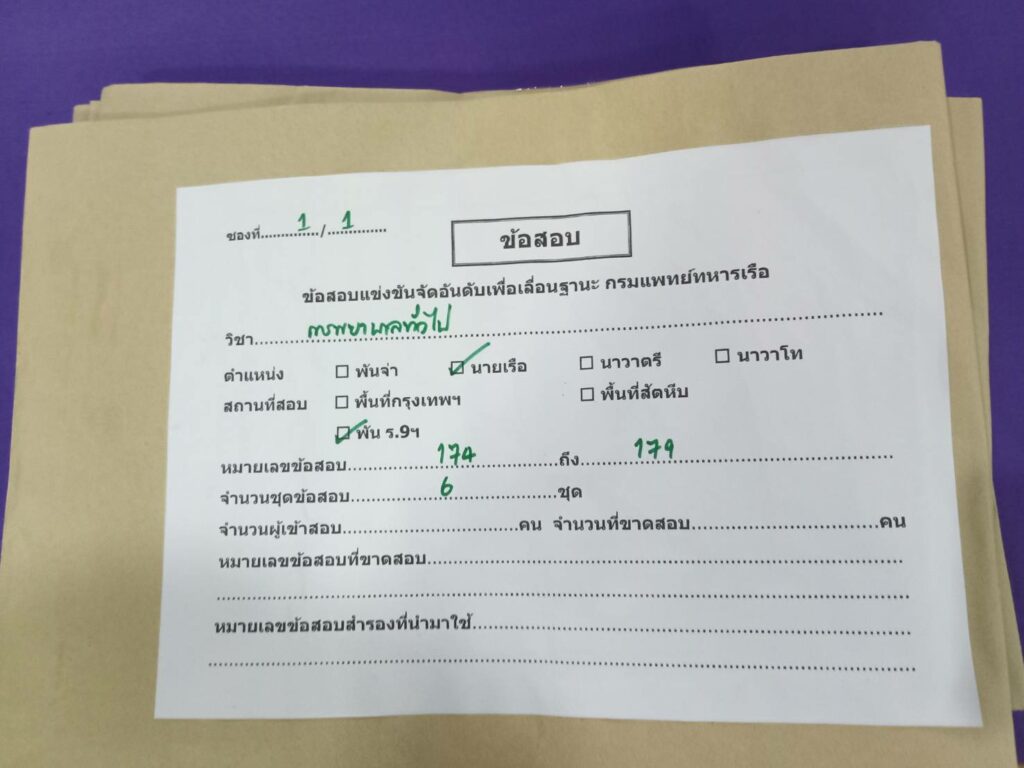 ซองที่..............1../..1..............
ข้อสอบ
ข้อสอบแข่งขันจัดอันดับเพื่อเลื่อนฐานะ กรมแพทย์ทหารเรือ
วิชา.......... การพยาบาลทั่วไป ..........
ตำแหน่ง ☐ พันจ่า ☑ นายเรือ ☐ นาวาตรี ☐ นาวาโท
สถานที่สอบ ☐ พื้นที่กรุงเทพฯ ☐ พื้นที่สัตหีบ
☑ พัน ร.9ฯ
หมายเลขข้อสอบ.......... 174 ..........ถึง.......... 179 ..........
จำนวนชุดข้อสอบ.......... 6 ..........ชุด
จำนวนผู้เข้าสอบ..............................คน จำนวนที่ขาดสอบ..............................คน
หมายเลขข้อสอบที่ขาดสอบ..............................
หมายเลขข้อสอบสำรองที่นำมาใช้..............................